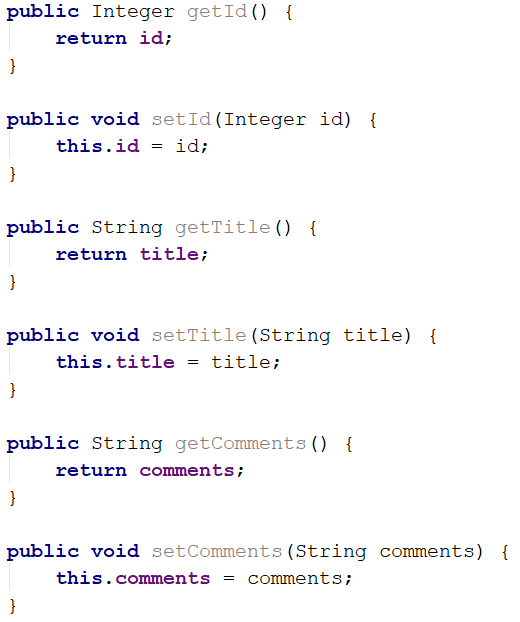 public Integer getId() {
    return id;
}

public void setId(Integer id) {
    this.id = id;
}

public String getTitle() {
    return title;
}

public void setTitle(String title) {
    this.title = title;
}

public String getComments() {
    return comments;
}

public void setComments(String comments) {
    this.comments = comments;
}